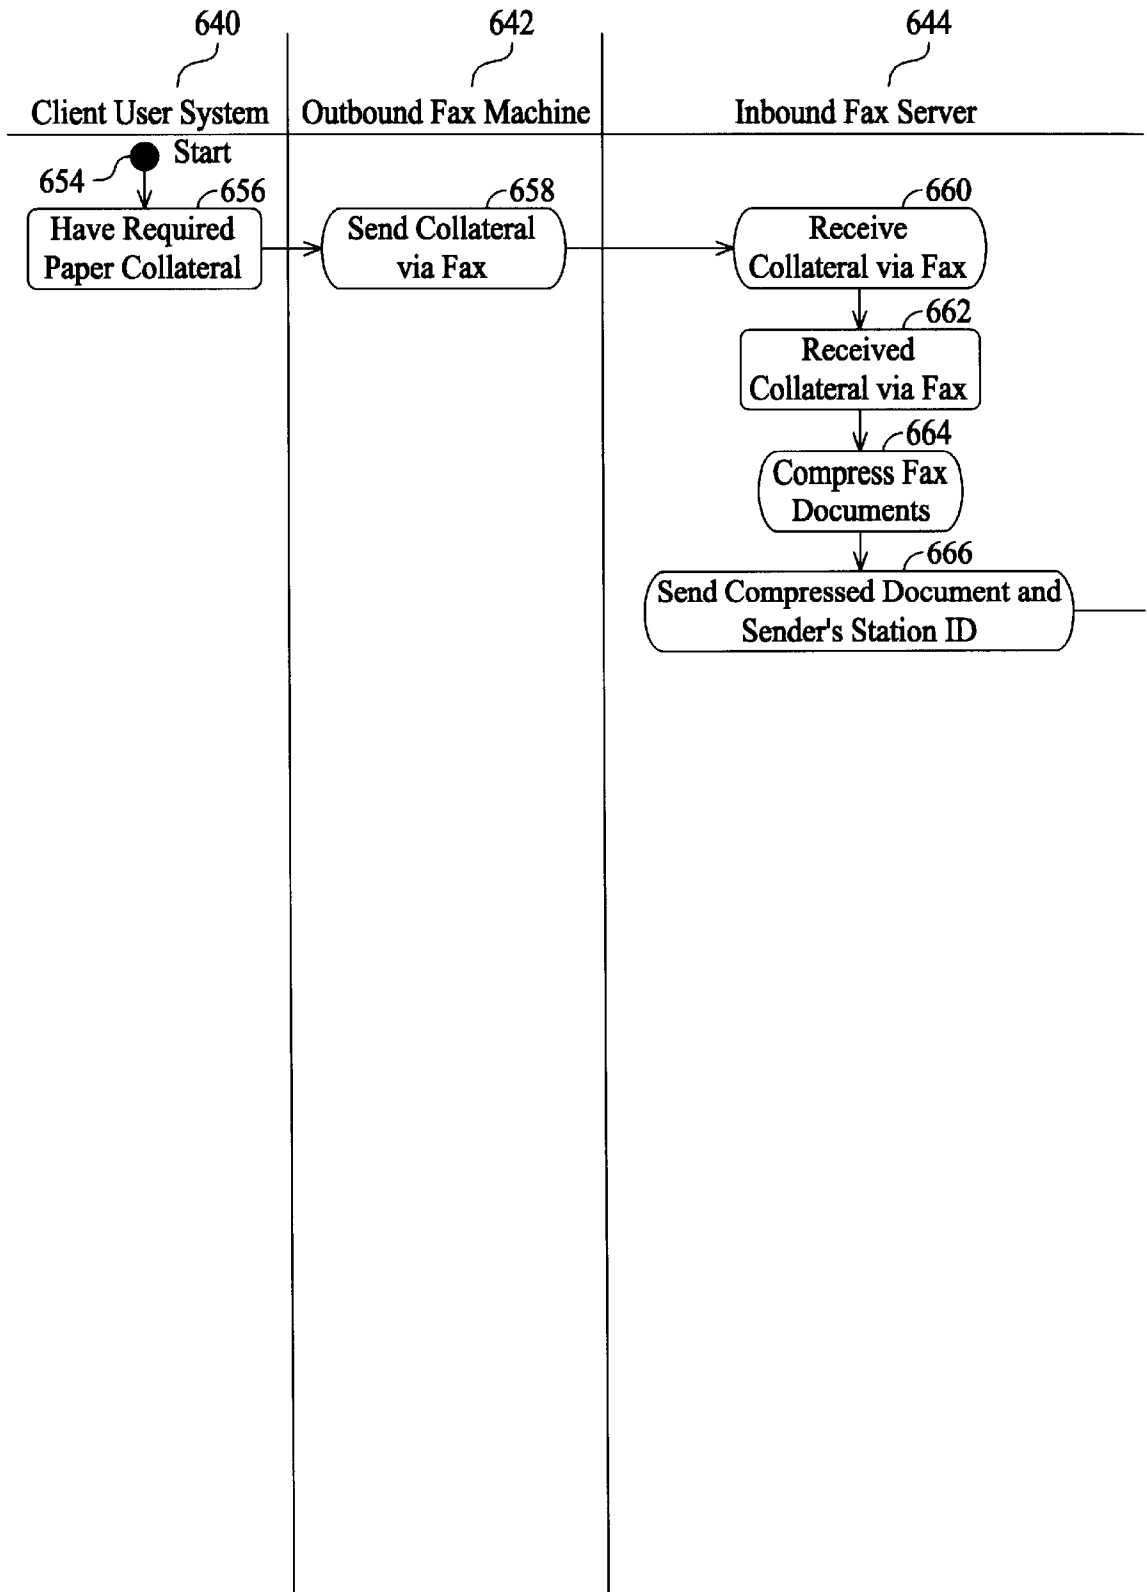 640
642
644
Client User System
Outbound Fax Machine
Inbound Fax Server
Start
654
656
Have Required
Paper Collateral
658
Send Collateral
via Fax
660
Receive
Collateral via Fax
662
Received
Collateral via Fax
664
Compress Fax
Documents
666
Send Compressed Document and
Sender's Station ID